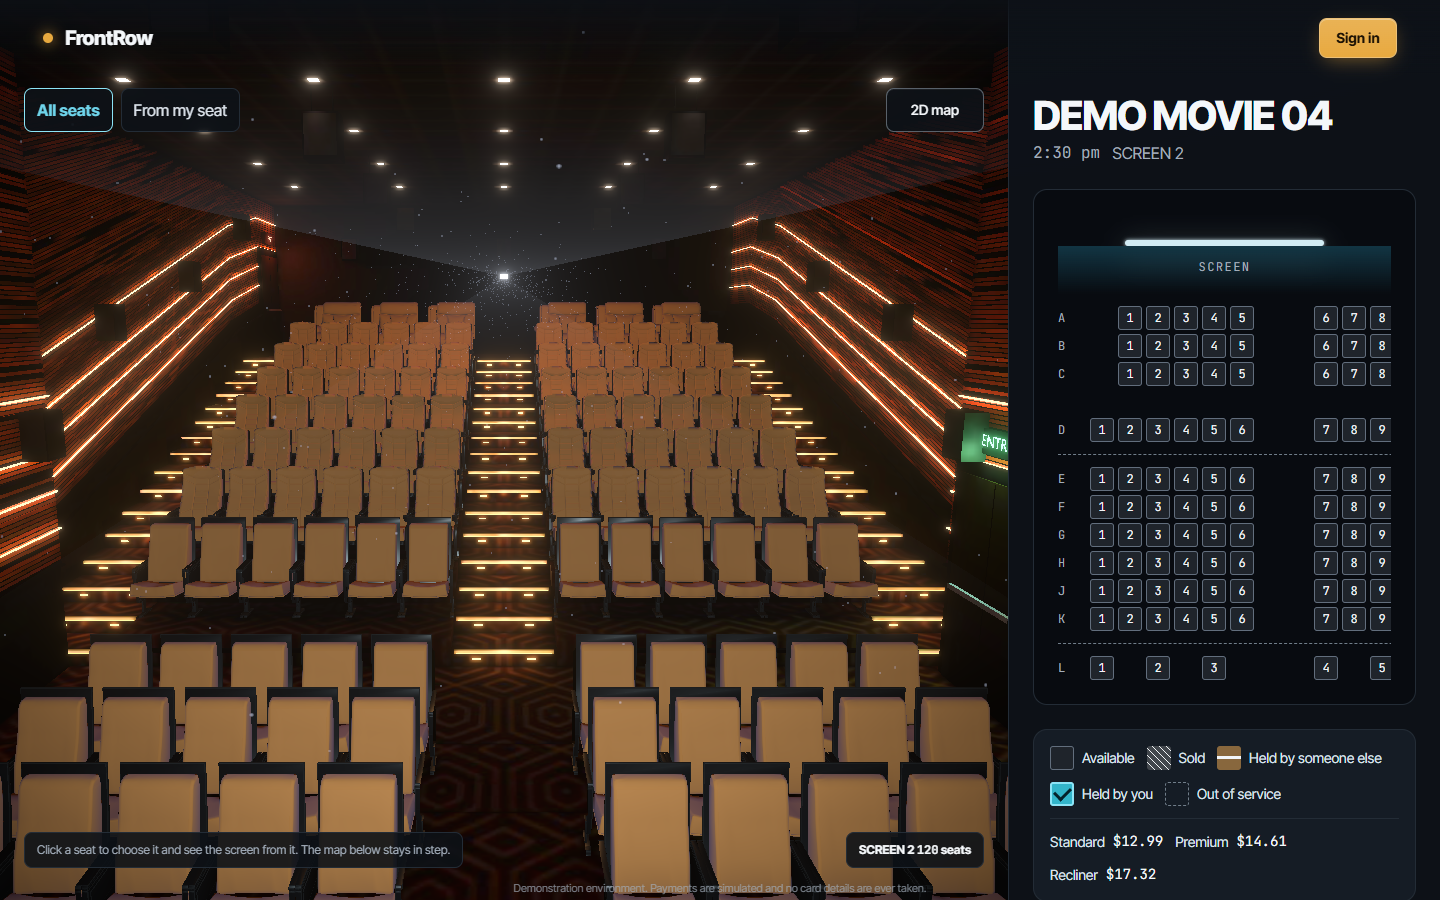 FrontRow
Sign in
All seats
From my seat
2D map
DEMO MOVIE 04
2:30 pm SCREEN 2
SCREEN
A 1 2 3 4 5 6 7 8
B 1 2 3 4 5 6 7 8
C 1 2 3 4 5 6 7 8
D 1 2 3 4 5 6 7 8 9
E 1 2 3 4 5 6 7 8 9
F 1 2 3 4 5 6 7 8 9
G 1 2 3 4 5 6 7 8 9
H 1 2 3 4 5 6 7 8 9
J 1 2 3 4 5 6 7 8 9
K 1 2 3 4 5 6 7 8 9
L 1 2 3 4 5
ENTR
Available Sold Held by someone else
Held by you Out of service
Standard $12.99 Premium $14.61
Recliner $17.32
Click a seat to choose it and see the screen from it. The map below stays in step.
SCREEN 2 120 seats
Demonstration environment. Payments are simulated and no card details are ever taken.